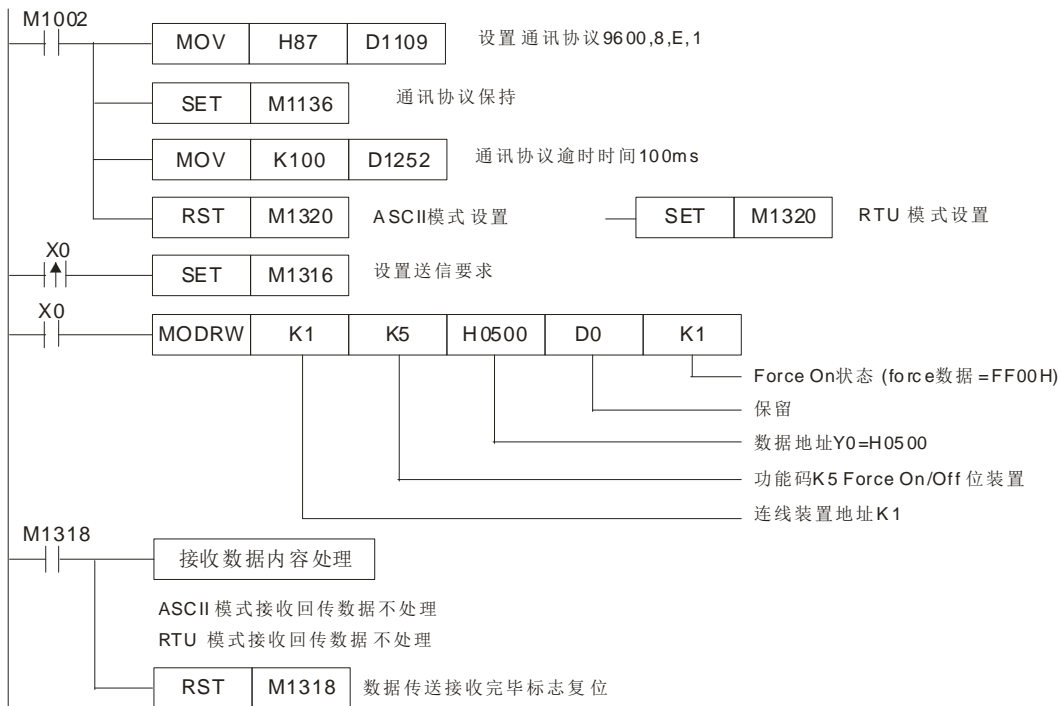 M1002
MOV H87 D1109 设置通讯协议9600,8,E,1
SET M1136 通讯协议保持
MOV K100 D1252 通讯协议逾时时间100ms
RST M1320 ASCII模式设置 SET M1320 RTU 模式设置
X0
SET M1316 设置送信要求
X0
MODRW K1 K5 H0500 D0 K1
Force On状态 (force数据=FF00H)
保留
数据地址Y0=H0500
功能码K5 Force On/Off 位装置
连线装置地址K1
M1318
接收数据内容处理
ASCII 模式接收回传数据不处理
RTU 模式接收回传数据不处理
RST M1318 数据传送接收完毕标志复位